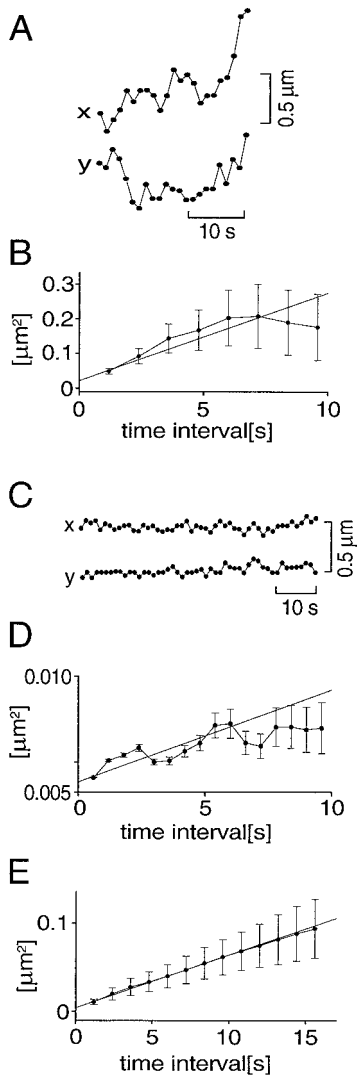 A
x
y
0.5 µm
10 s
B
[µm²]
0.3
0.2
0.1
0
0
5
10
time interval[s]
C
x
y
0.5 µm
10 s
D
[µm²]
0.010
0.005
0
5
10
time interval[s]
E
[µm²]
0.1
0
0
5
10
15
time interval[s]